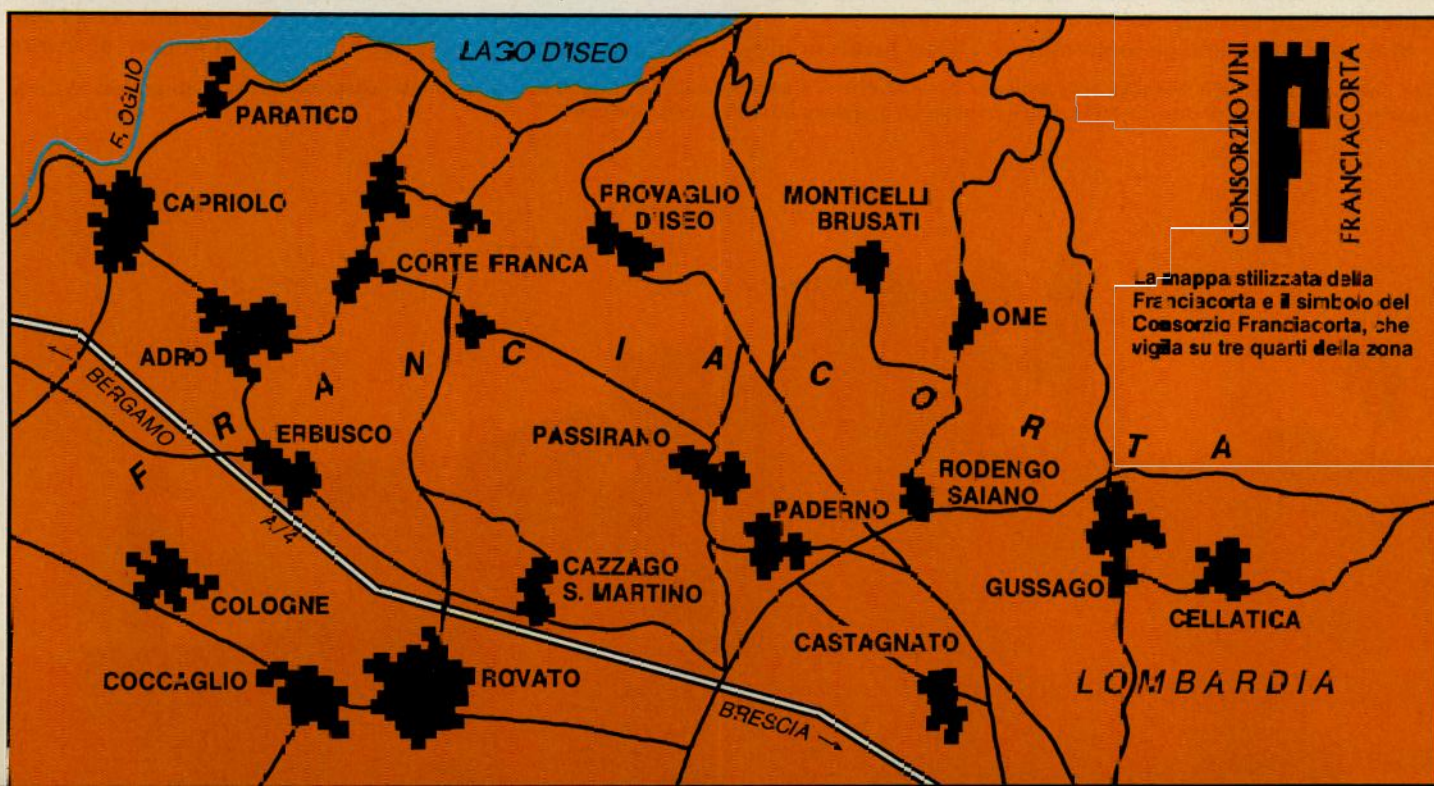 LAGO D'ISEO
F. OGLIO
PARATICO
CAPRIOLO
PROVAGLIO
D'ISEO
MONTICELLI
BRUSATI
CONSORZIO VINI
FRANCIACORTA
CORTE FRANCA
La mappa stilizzata della
Franciacorta e il simbolo del
Consorzio Franciacorta, che
vigila su tre quarti della zona
OME
ADRO
FRANCIACORTA
BERGAMO
ERBUSCO
PASSIRANO
RODENGO
SAIANO
PADERNO
A/4
CAZZAGO
S. MARTINO
COLOGNE
GUSSAGO
CELLATICA
CASTAGNATO
COCCAGLIO
ROVATO
LOMBARDIA
BRESCIA